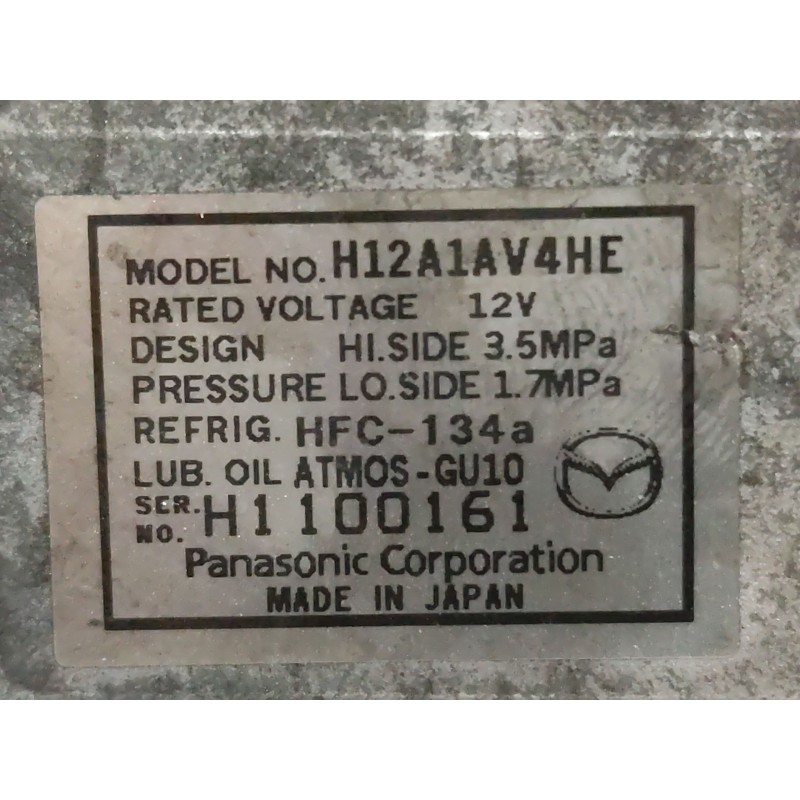 MODEL NO. H12A1AV4HE
RATED VOLTAGE 12V
DESIGN HI.SIDE 3.5MPa
PRESSURE LO.SIDE 1.7MPa
REFRIG. HFC-134a
LUB. OIL ATMOS-GU10
SER. NO. H1100161
Panasonic Corporation
MADE IN JAPAN